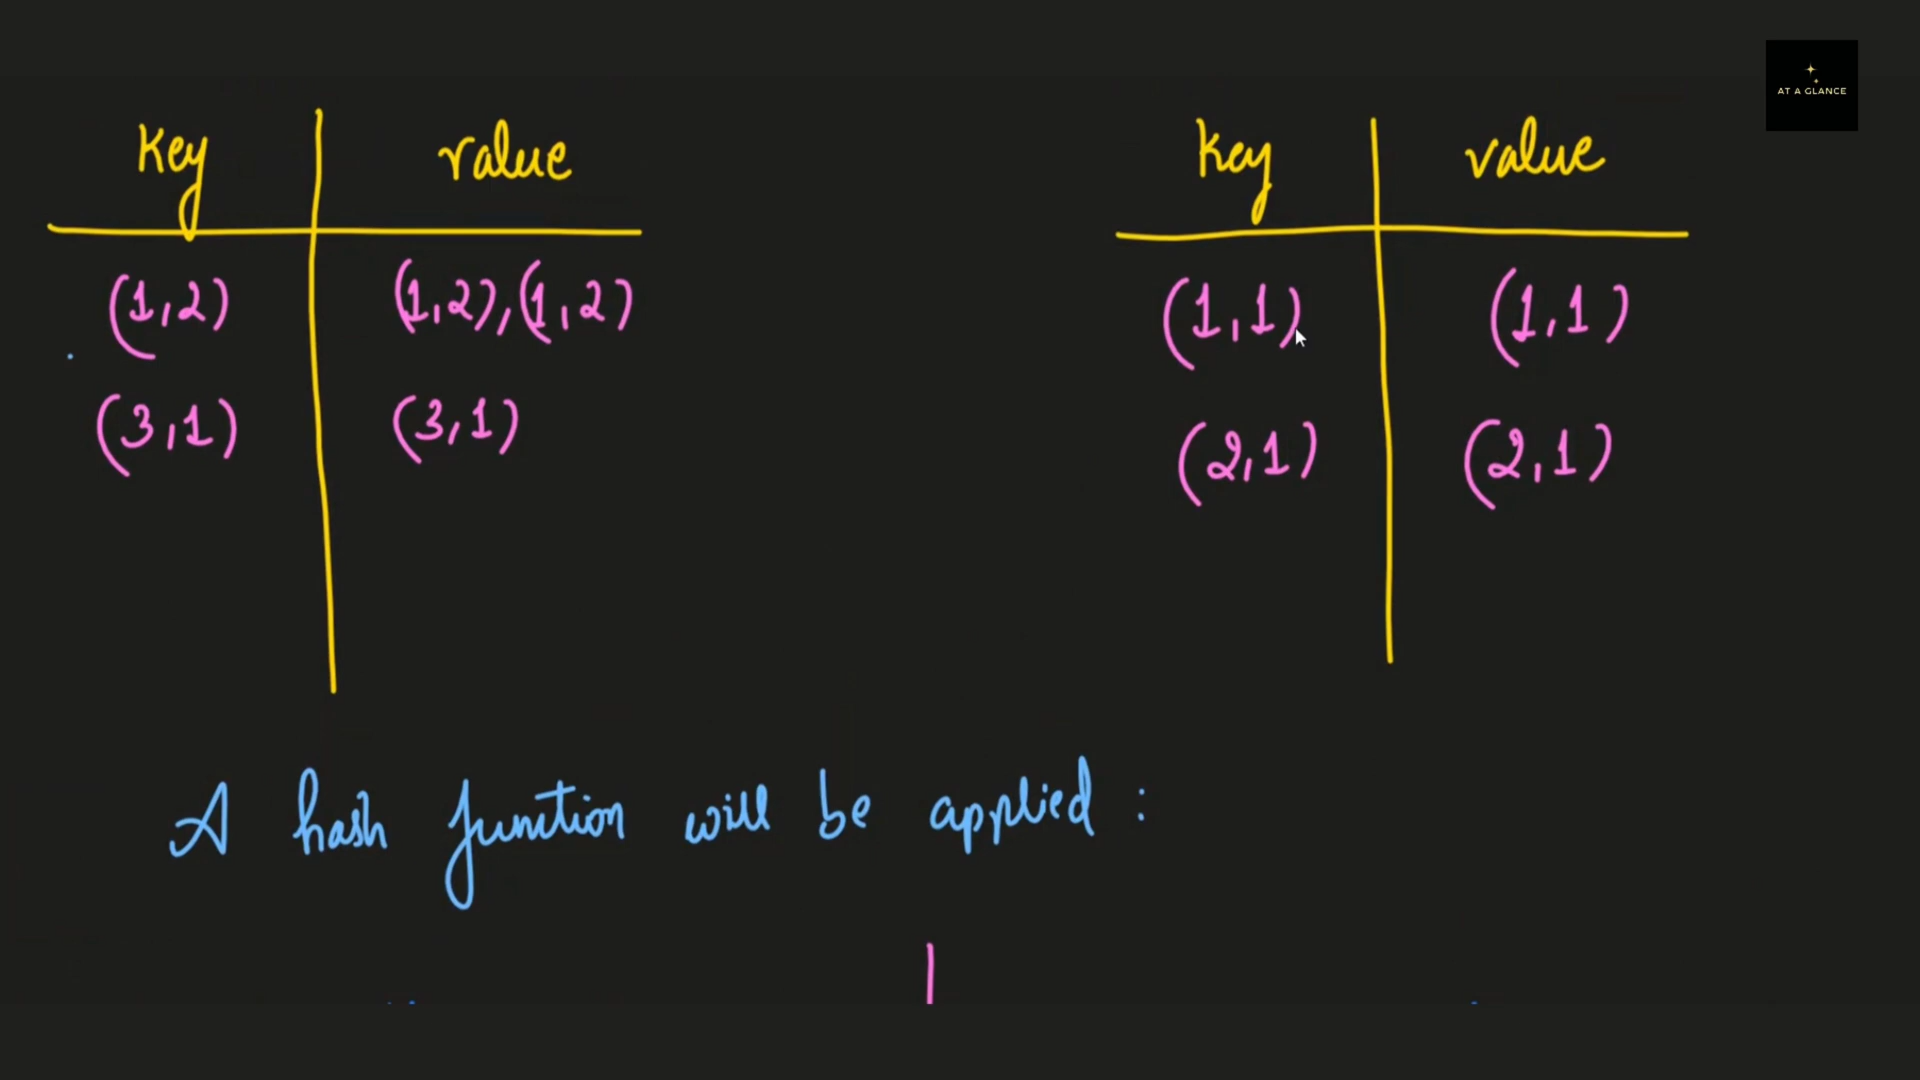 AT A GLANCE
Key value
(1,2) (1,2),(1,2)
(3,1) (3,1)
key value
(1,1) (1,1)
(2,1) (2,1)
A hash function will be applied :